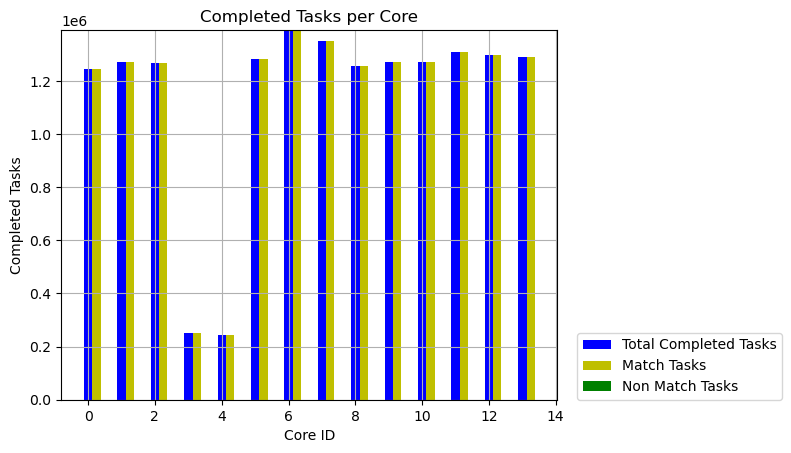 Completed Tasks per Core
1e6
1.2
1.0
0.8
0.6
0.4
0.2
0.0
Completed Tasks
0 2 4 6 8 10 12 14
Core ID
Total Completed Tasks
Match Tasks
Non Match Tasks